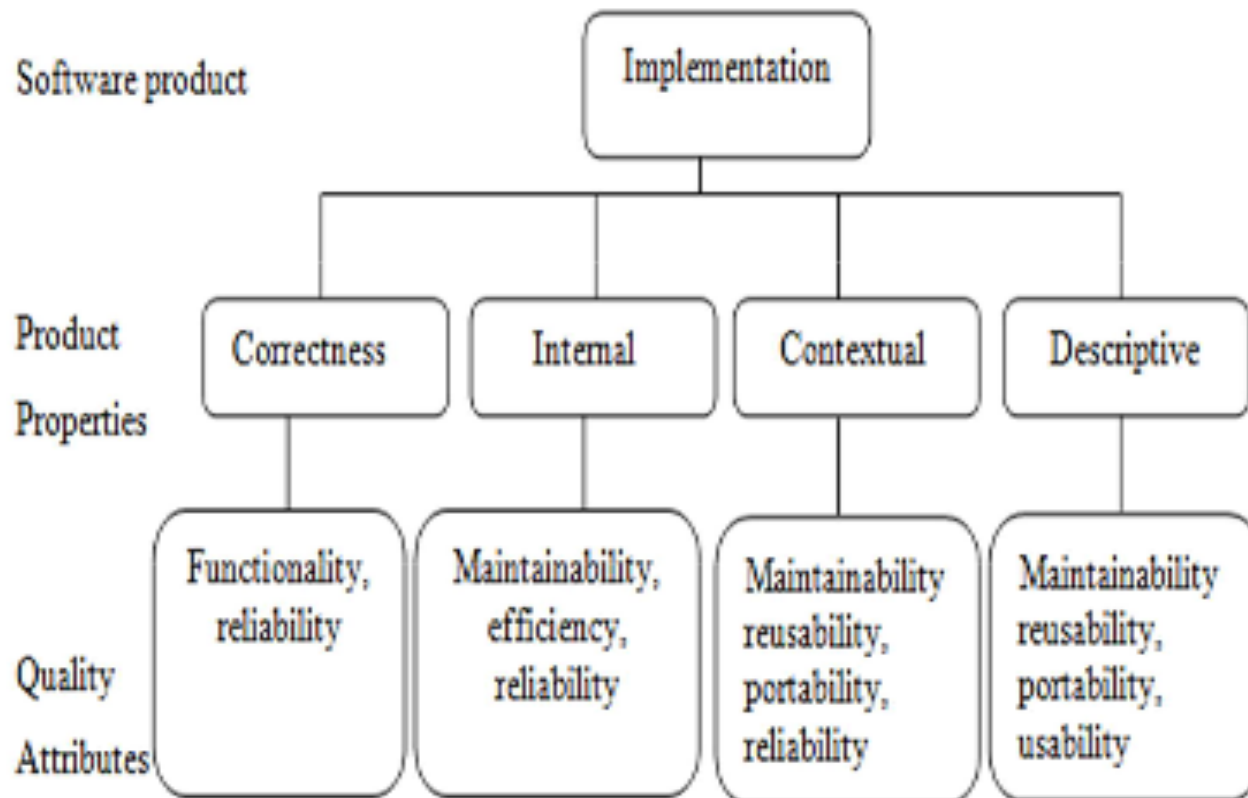 Software product
Implementation
Product
Properties
Correctness
Internal
Contextual
Descriptive
Quality
Attributes
Functionality,
reliability
Maintainability,
efficiency,
reliability
Maintainability
reusability,
portability,
reliability
Maintainability
reusability,
portability,
usability